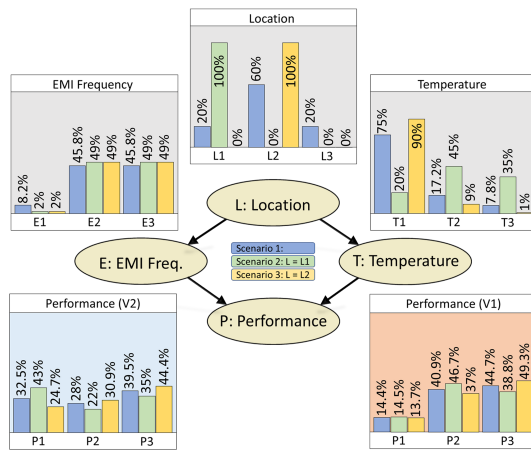 Location
20%
100%
0%
60%
0%
100%
20%
0%
0%
L1 L2 L3
EMI Frequency
8.2%
2%
2%
45.8%
49%
49%
45.8%
49%
49%
E1 E2 E3
Temperature
75%
20%
90%
17.2%
45%
9%
7.8%
35%
1%
T1 T2 T3
L: Location
E: EMI Freq.
Scenario 1:
Scenario 2: L = L1
Scenario 3: L = L2
T: Temperature
P: Performance
Performance (V2)
32.5%
43%
24.7%
28%
22%
30.9%
39.5%
35%
44.4%
P1 P2 P3
Performance (V1)
14.4%
14.5%
13.7%
40.9%
46.7%
37%
44.7%
38.8%
49.3%
P1 P2 P3